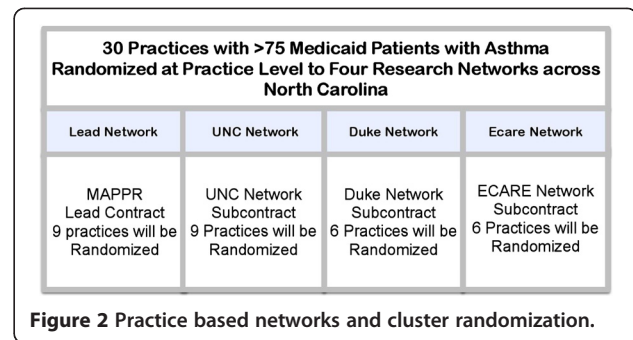 30 Practices with >75 Medicaid Patients with Asthma
Randomized at Practice Level to Four Research Networks across
North Carolina
Lead Network
UNC Network
Duke Network
Ecare Network
MAPPR
Lead Contract
9 practices will be
Randomized
UNC Network
Subcontract
9 Practices will be
Randomized
Duke Network
Subcontract
6 Practices will be
Randomized
ECARE Network
Subcontract
6 Practices will be
Randomized
Figure 2 Practice based networks and cluster randomization.